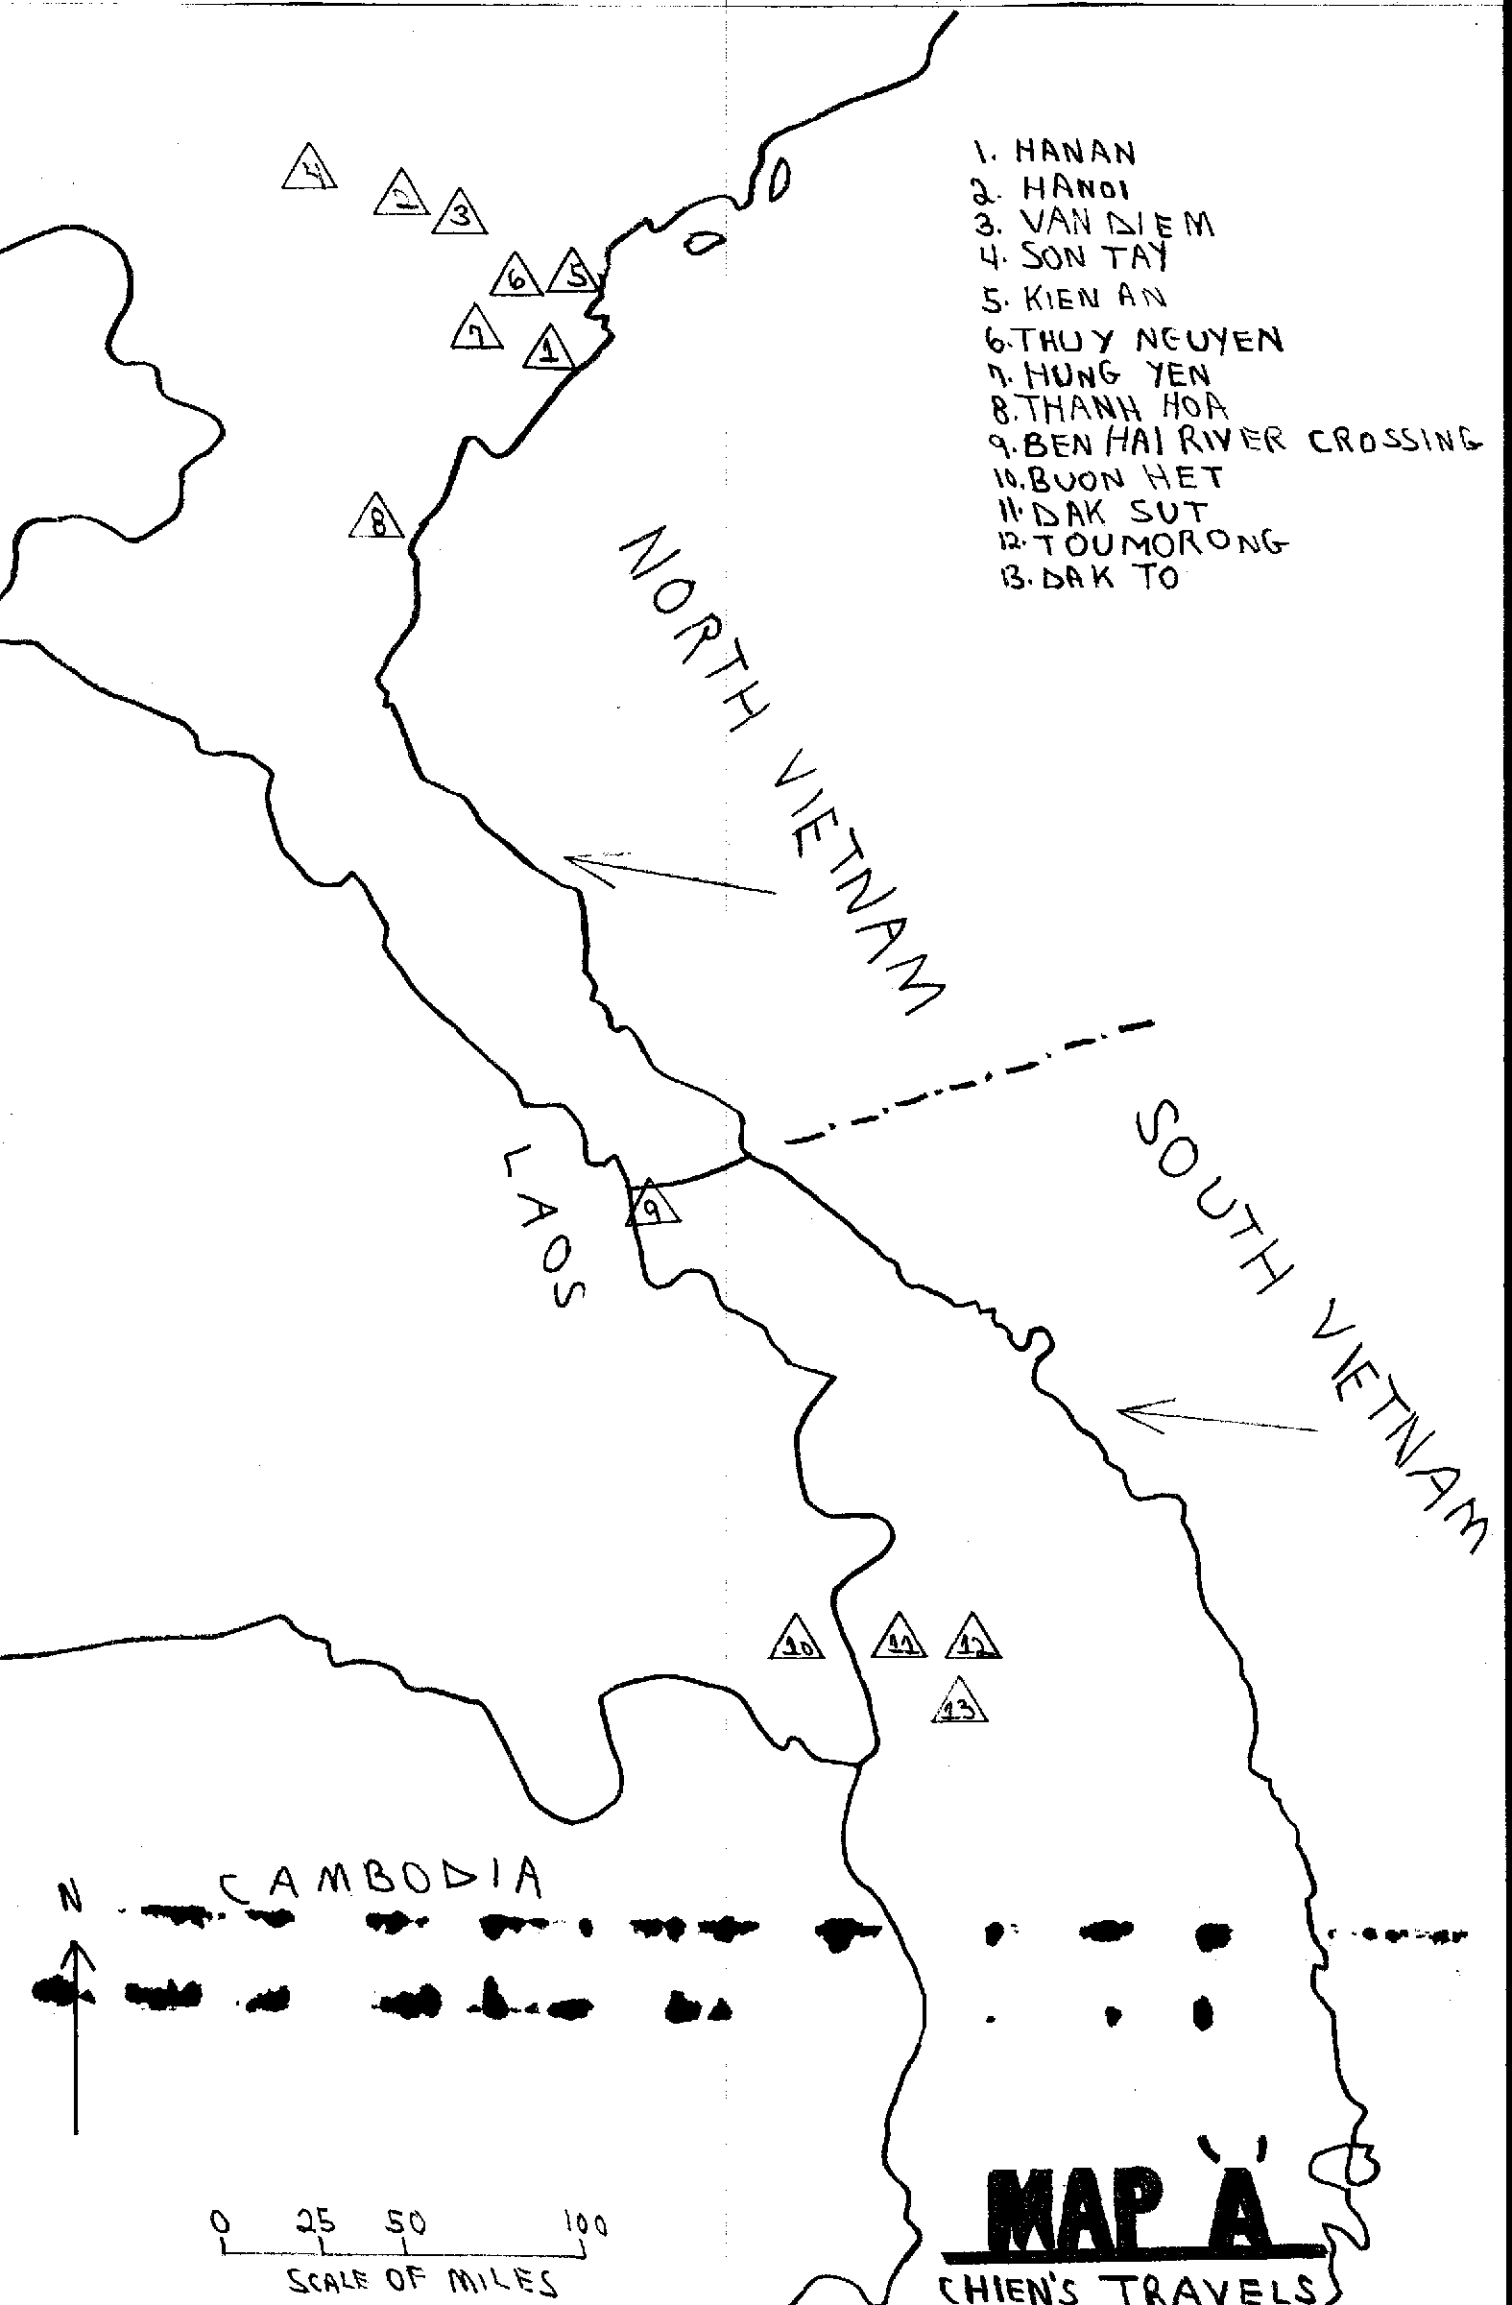 1. HANAN
2. HANOI
3. VAN DIEM
4. SON TAY
5. KIEN AN
6. THUY NGUYEN
7. HUNG YEN
8. THANH HOA
9. BEN HAI RIVER CROSSING
10. BUON HET
11. DAK SUT
12. TOUMORONG
13. DAK TO
4
2
3
6
5
7
1
8
NORTH VIETNAM
SOUTH VIETNAM
LAOS
9
10
11
12
13
CAMBODIA
N
0 25 50 100
SCALE OF MILES
MAP 'A'
(CHIEN'S TRAVELS)